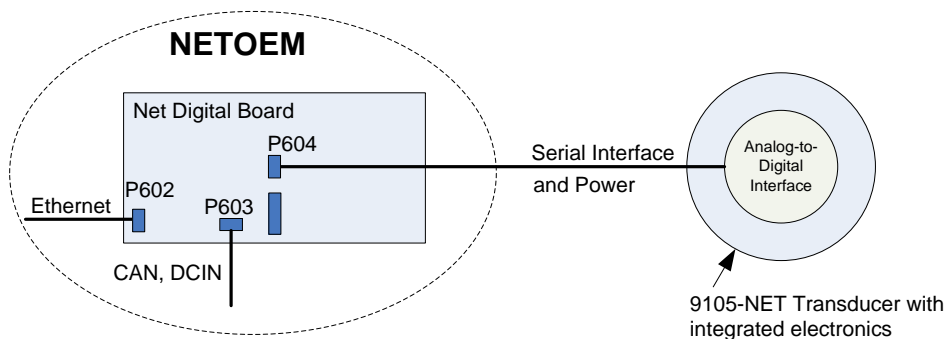 NETOEM
Net Digital Board
P604
P602
P603
Ethernet
CAN, DCIN
Serial Interface
and Power
Analog-to-
Digital
Interface
9105-NET Transducer with
integrated electronics